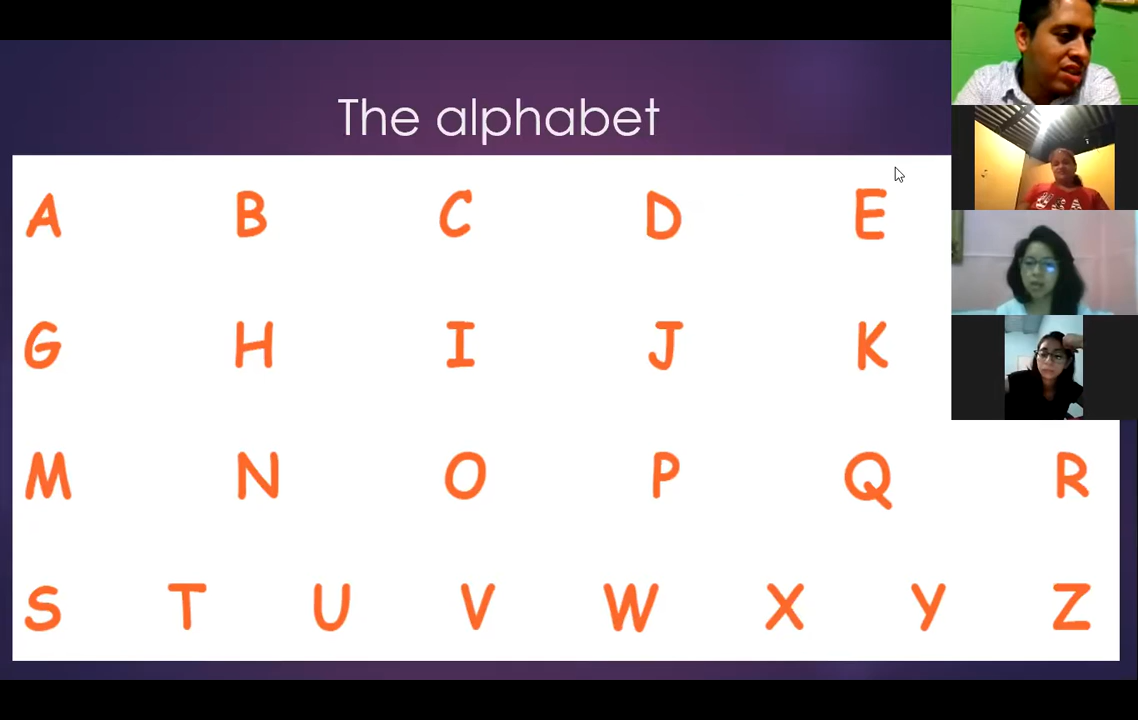 The alphabet
A B C D E
G H I J K
M N O P Q R
S T U V W X Y Z